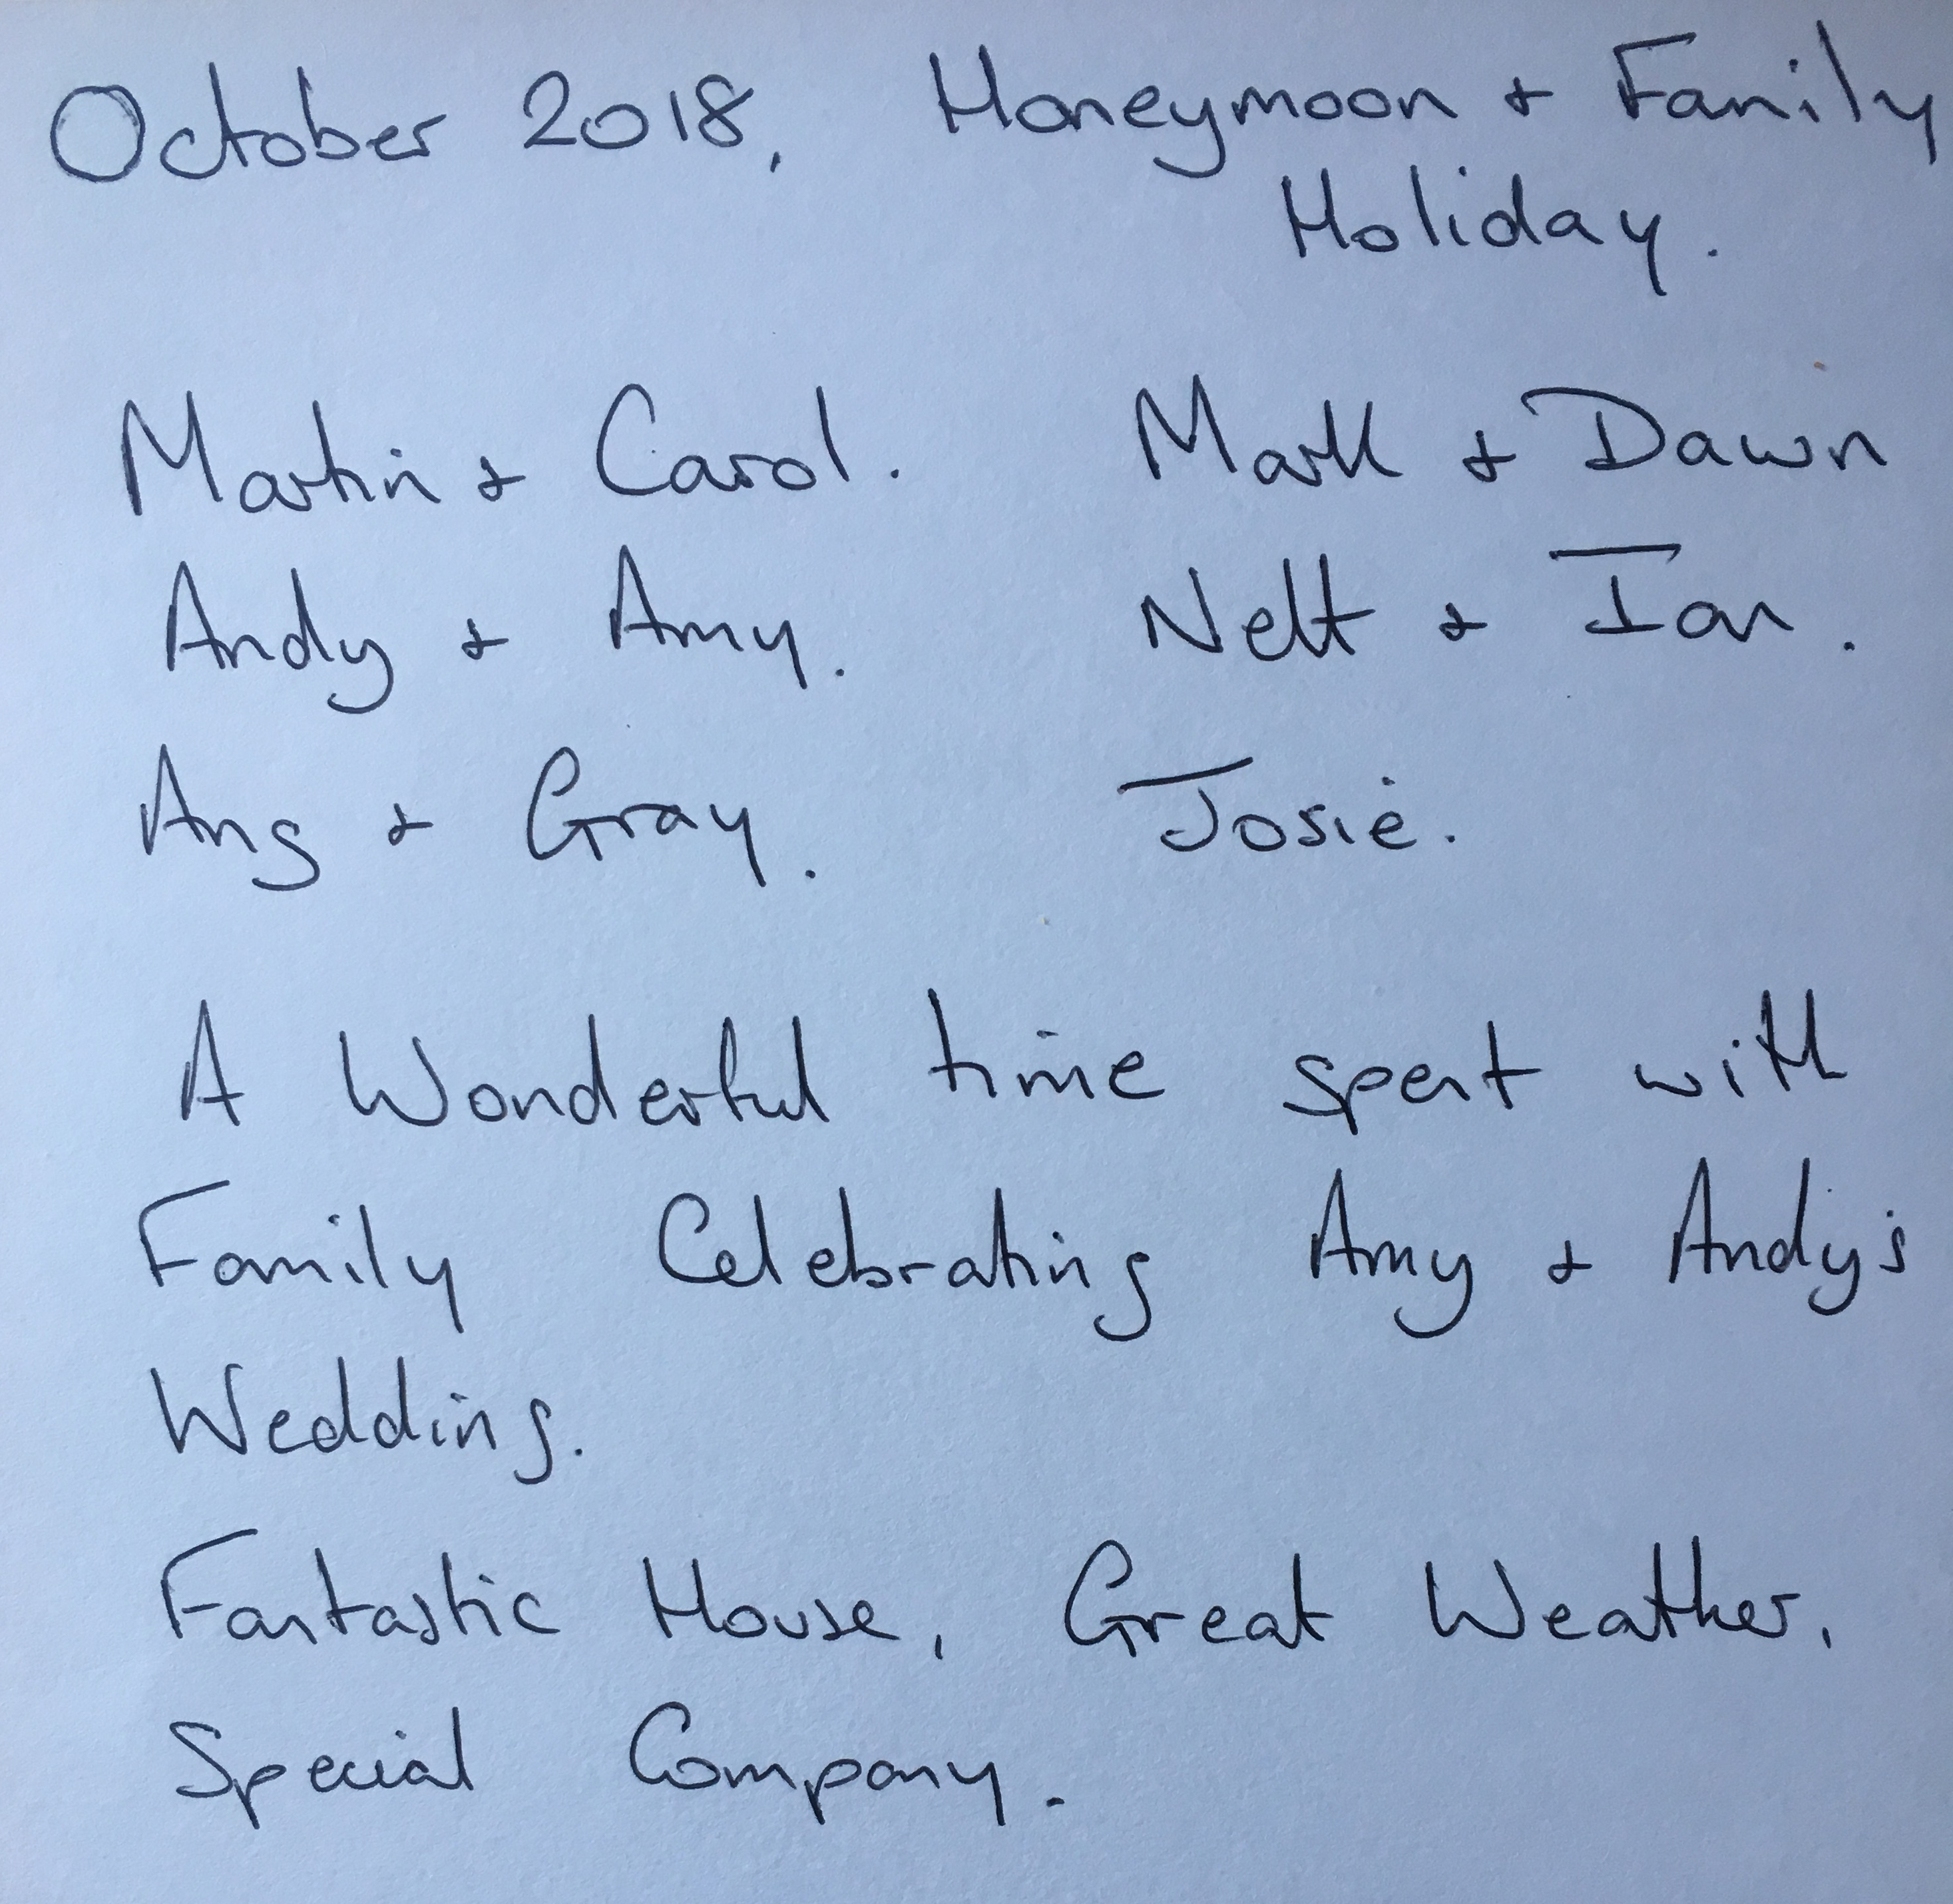 October 2018, Honeymoon + Family
Holiday.
Martin + Carol. Mark + Dawn
Andy + Amy. + Ian.
Ang + Gray. Josie.
A Wonderful time spent with
Family Celebrating Amy + Andy's
Wedding.
Fantastic House, Great Weather,
Special Company.